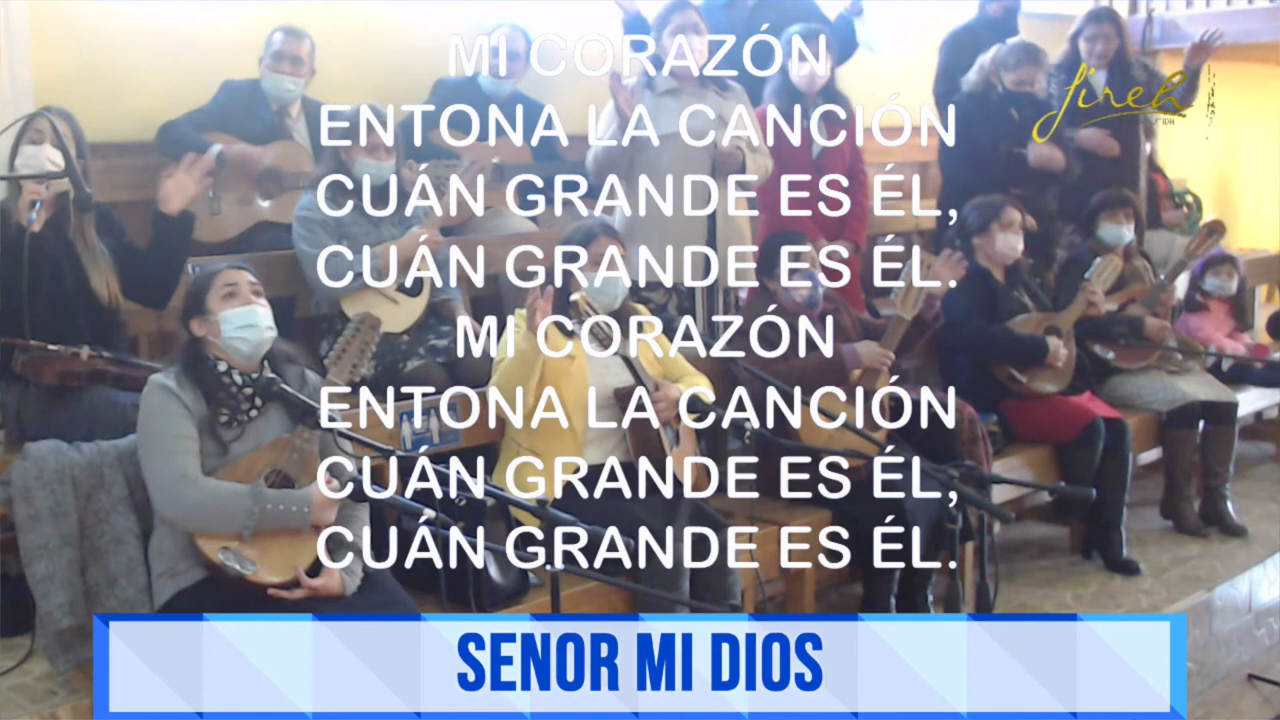 MI CORAZÓN
ENTONA LA CANCIÓN
CUÁN GRANDE ES ÉL,
CUÁN GRANDE ES ÉL.
MI CORAZÓN
ENTONA LA CANCIÓN
CUÁN GRANDE ES ÉL,
CUÁN GRANDE ES ÉL.
Jireh
SENOR MI DIOS